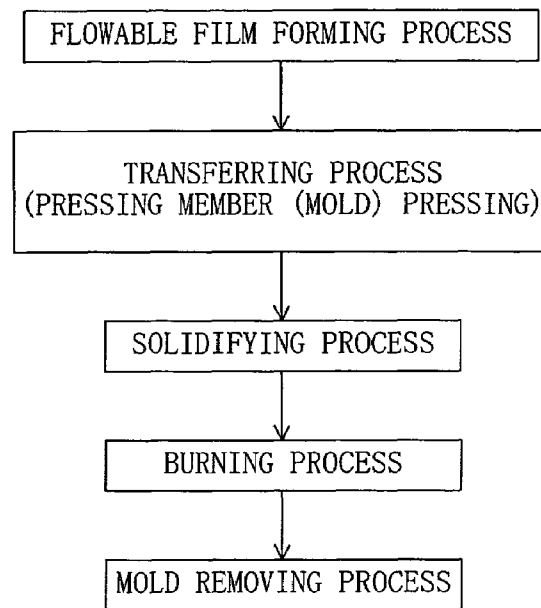 FLOWABLE FILM FORMING PROCESS
TRANSFERRING PROCESS
(PRESSING MEMBER (MOLD) PRESSING)
SOLIDIFYING PROCESS
BURNING PROCESS
MOLD REMOVING PROCESS